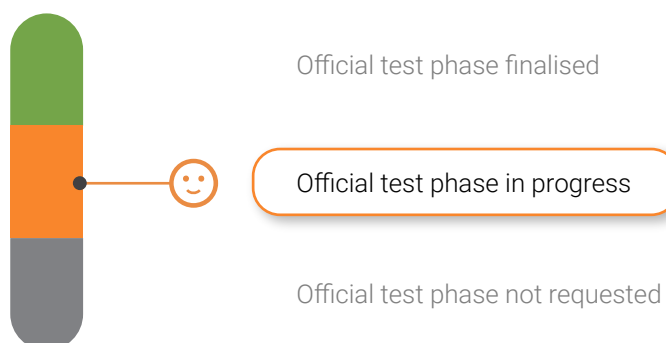 Official test phase finalised
Official test phase in progress
Official test phase not requested